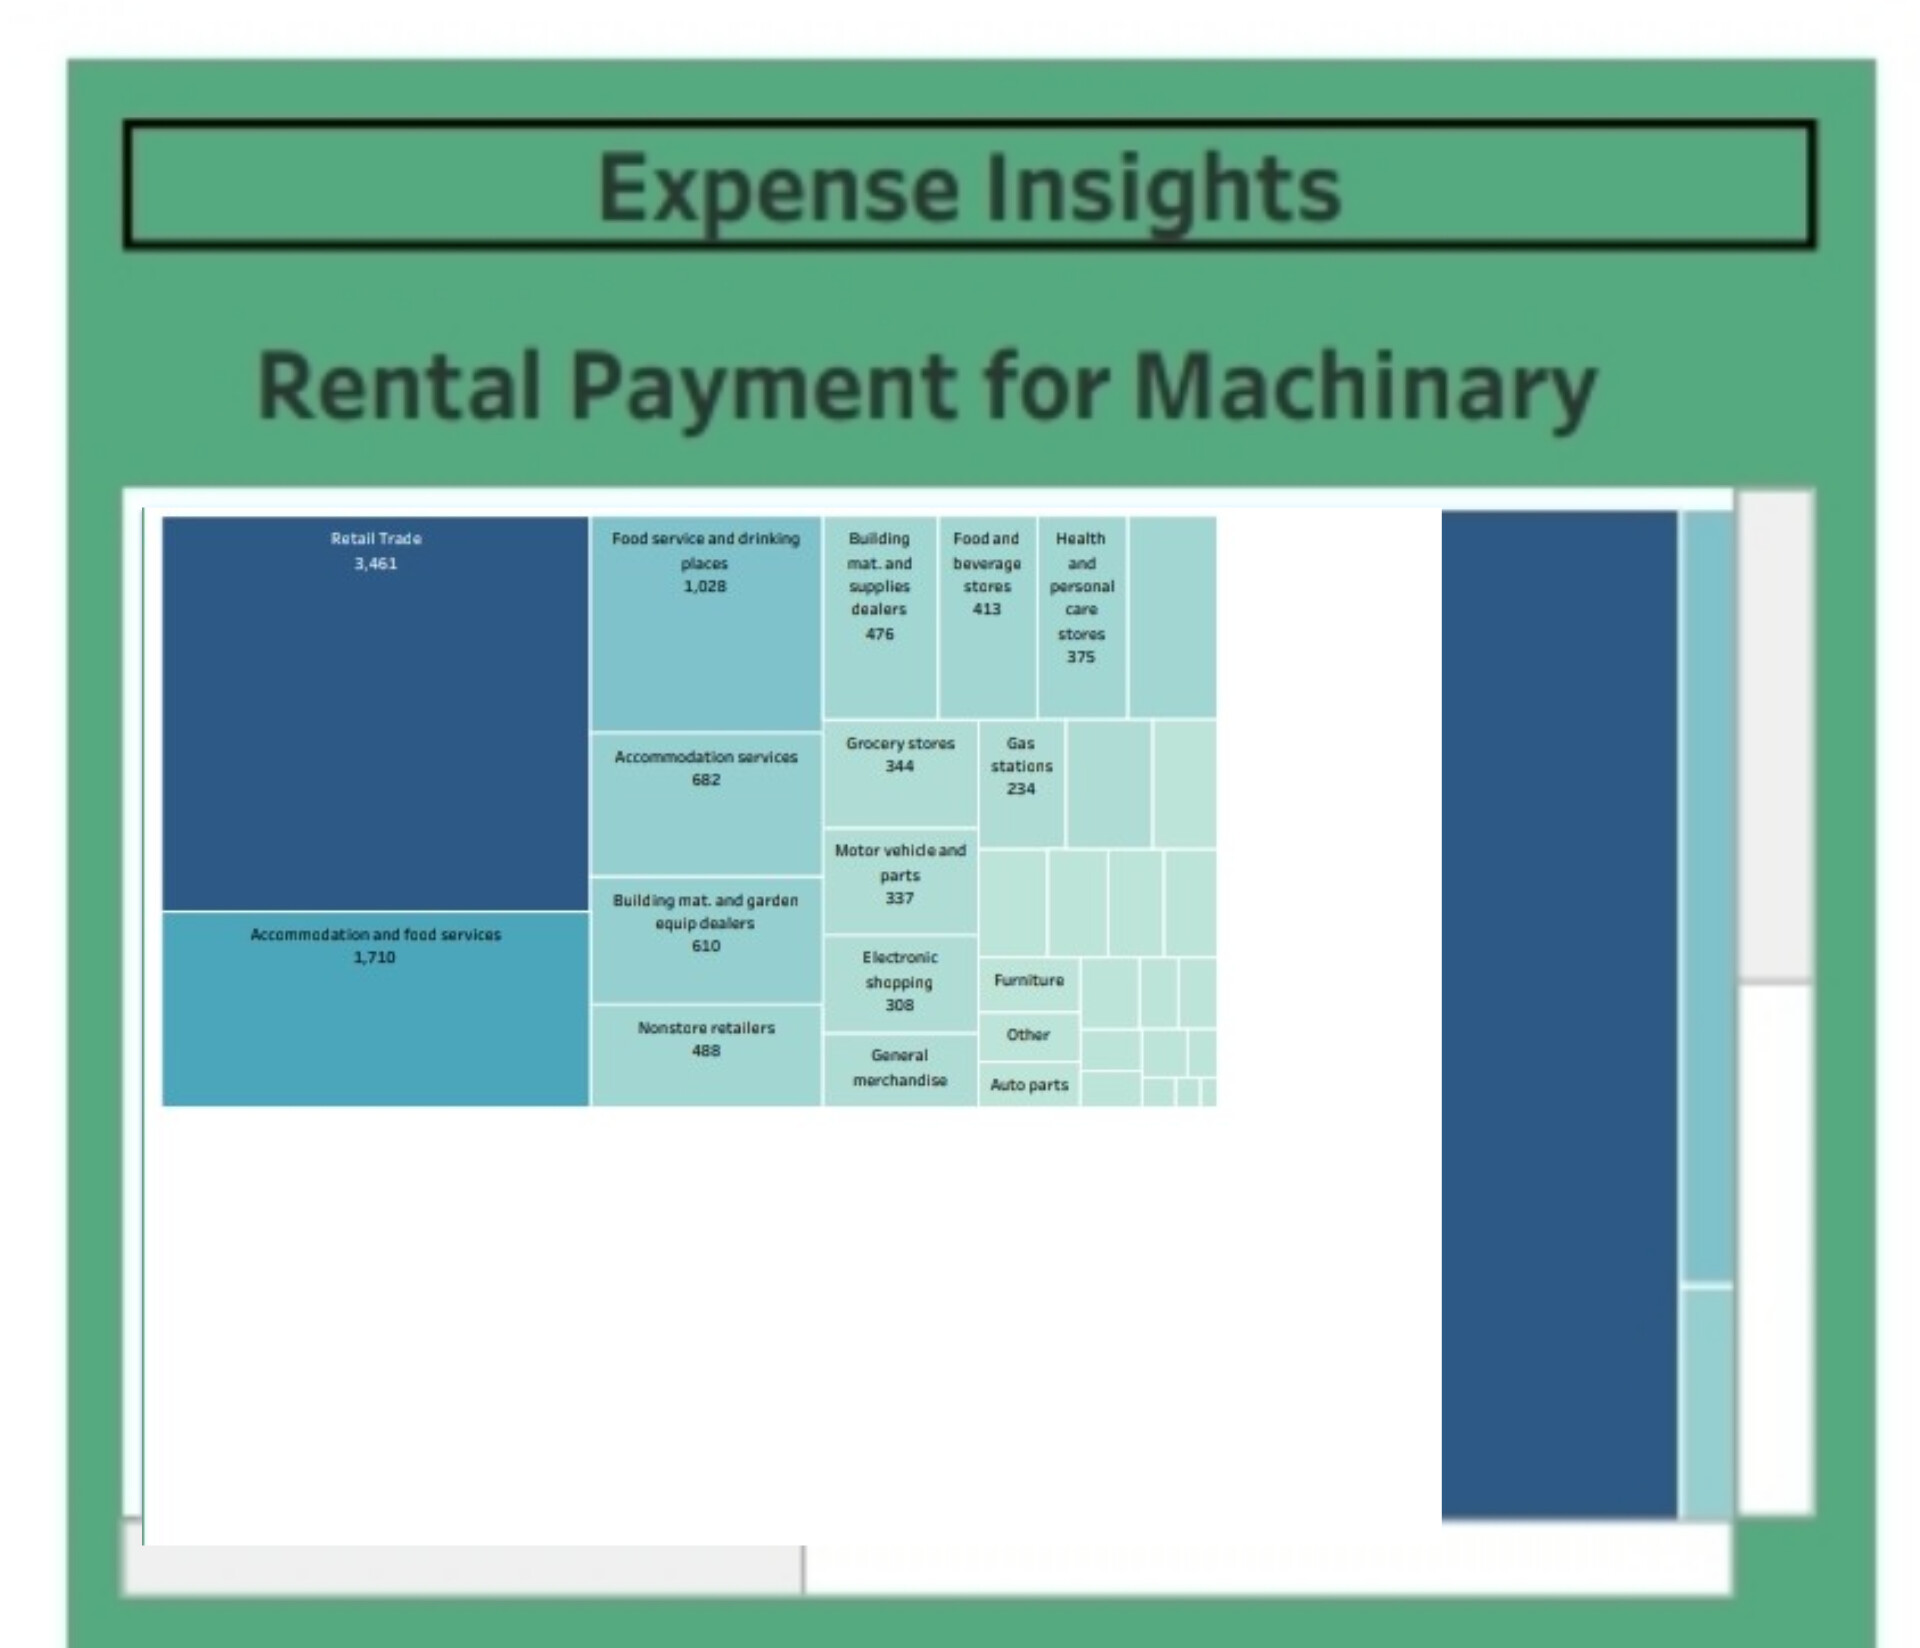 Expense Insights
Rental Payment for Machinary
Retail Trade
3,461
Accommodation and food services
1,710
Food service and drinking
places
1,028
Accommodation services
682
Building mat. and garden
equip dealers
610
Nonstore retailers
488
Building
mat. and
supplies
dealers
476
Food and
beverage
stores
413
Health
and
personal
care
stores
375
Grocery stores
344
Gas
stations
234
Motor vehicle and
parts
337
Electronic
shopping
308
General
merchandise
Furniture
Other
Auto parts